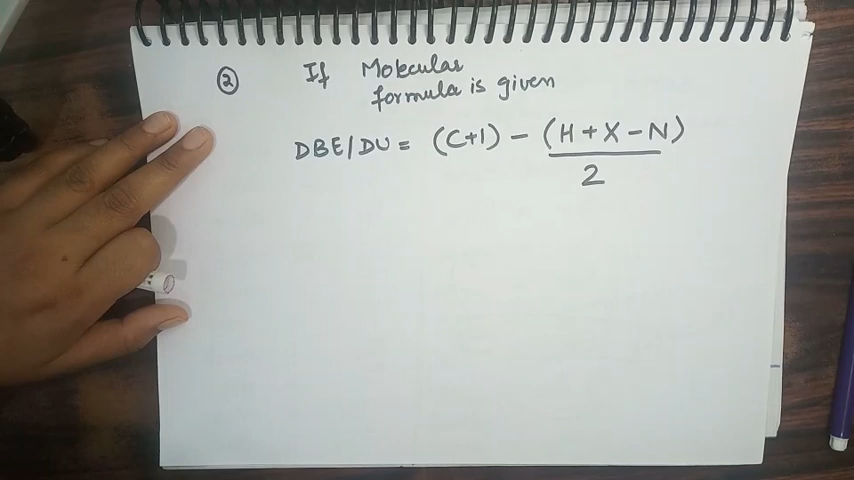 ② If Molecular
formula is given
DBE/DU = (C+1) - (H+X-N)
2